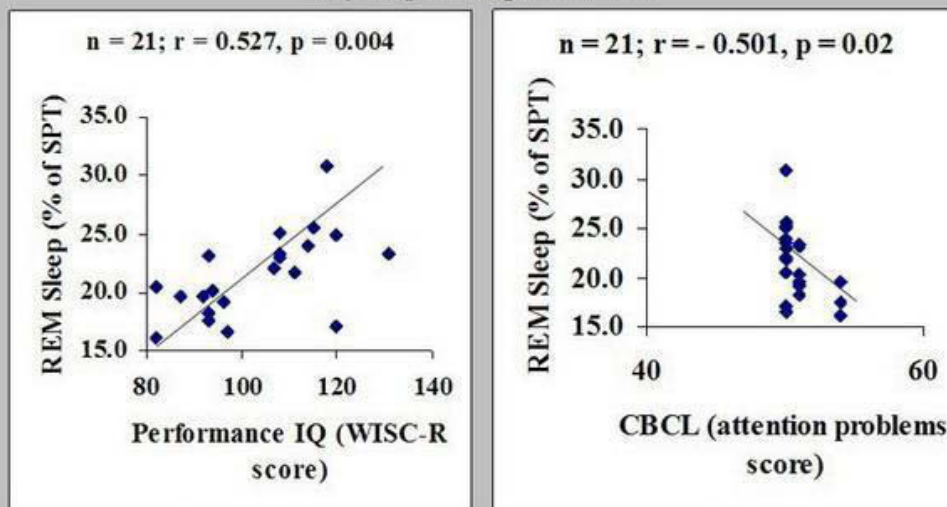 n = 21; r = 0.527, p = 0.004
REM Sleep (% of SPT)
35.0
30.0
25.0
20.0
15.0
80 100 120 140
Performance IQ (WISC-R
score)
n = 21; r = - 0.501, p = 0.02
REM Sleep (% of SPT)
35.0
30.0
25.0
20.0
15.0
40 60
CBCL (attention problems
score)